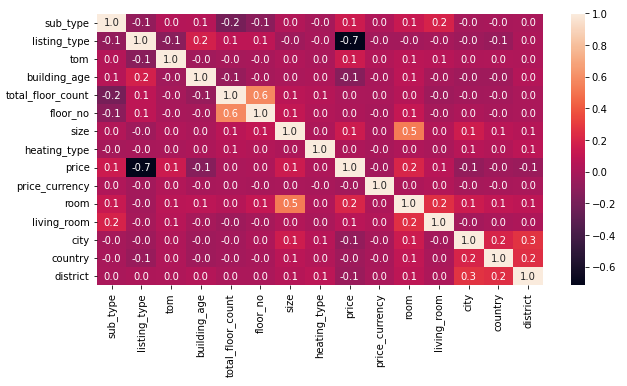 sub_type 1.0 -0.1 0.0 0.1 -0.2 -0.1 0.0 -0.0 0.1 0.0 0.1 0.2 -0.0 -0.0 0.0
listing_type -0.1 1.0 -0.1 0.2 0.1 0.1 -0.0 -0.0 -0.7 -0.0 -0.0 -0.0 -0.0 -0.1 0.0
tom 0.0 -0.1 1.0 -0.0 -0.0 -0.0 0.0 0.0 0.1 0.0 0.1 0.1 0.0 0.0 0.0
building_age 0.1 0.2 -0.0 1.0 -0.1 -0.0 0.0 -0.0 -0.1 -0.0 0.1 -0.0 -0.0 -0.0 0.0
total_floor_count -0.2 0.1 -0.0 -0.1 1.0 0.6 0.1 0.1 0.0 -0.0 0.0 -0.0 0.0 0.0 0.0
floor_no -0.1 0.1 -0.0 -0.0 0.6 1.0 0.1 0.0 0.0 -0.0 0.1 -0.0 0.0 -0.0 0.0
size 0.0 -0.0 0.0 0.0 0.1 0.1 1.0 0.0 0.1 0.0 0.5 0.0 0.1 0.1 0.1
heating_type -0.0 -0.0 0.0 -0.0 0.1 0.0 0.0 1.0 0.0 -0.0 0.0 0.0 0.1 0.0 0.1
price 0.1 -0.7 0.1 -0.1 0.0 0.0 0.1 0.0 1.0 -0.0 0.2 0.1 -0.1 -0.0 -0.1
price_currency 0.0 -0.0 0.0 -0.0 -0.0 -0.0 0.0 -0.0 -0.0 1.0 0.0 0.0 -0.0 -0.0 0.0
room 0.1 -0.0 0.1 0.1 0.0 0.1 0.5 0.0 0.2 0.0 1.0 0.2 0.1 0.1 0.1
living_room 0.2 -0.0 0.1 -0.0 -0.0 -0.0 0.0 0.0 0.1 0.0 0.2 1.0 -0.0 0.0 0.0
city -0.0 -0.0 0.0 -0.0 0.0 0.0 0.1 0.1 -0.1 -0.0 0.1 -0.0 1.0 0.2 0.3
country -0.0 -0.1 0.0 -0.0 0.0 -0.0 0.1 0.0 -0.0 -0.0 0.1 0.0 0.2 1.0 0.2
district 0.0 0.0 0.0 0.0 0.0 0.0 0.1 0.1 -0.1 0.0 0.1 0.0 0.3 0.2 1.0
sub_type
listing_type
tom
building_age
total_floor_count
floor_no
size
heating_type
price
price_currency
room
living_room
city
country
district
1.0
0.8
0.6
0.4
0.2
0.0
−0.2
−0.4
−0.6